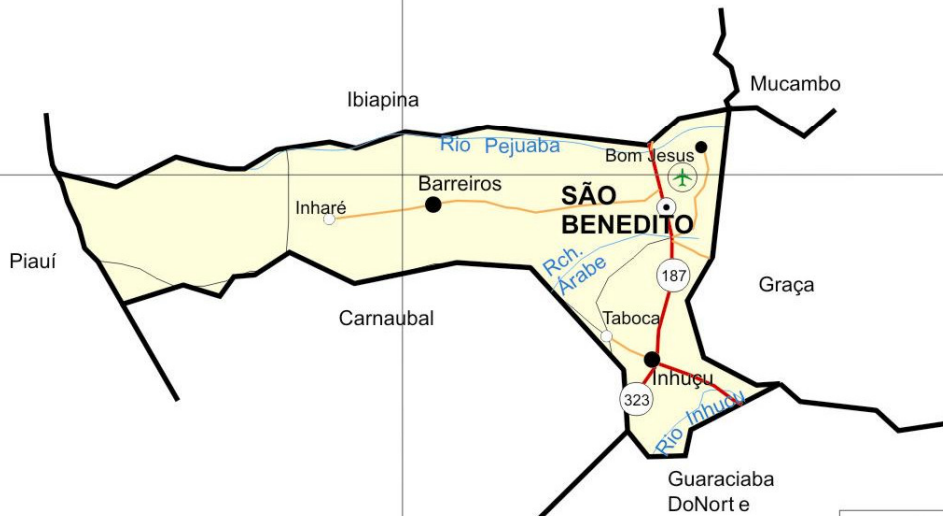 Mucambo
Ibiapina
Rio Pejuaba
Bom Jesus
Barreiros
Inharé
SÃO
BENEDITO
Piauí
Rch.
Arabe
187
Graça
Carnaubal
Taboca
Inhuçu
323
Rio Inhuçu
Guaraciaba
DoNort e